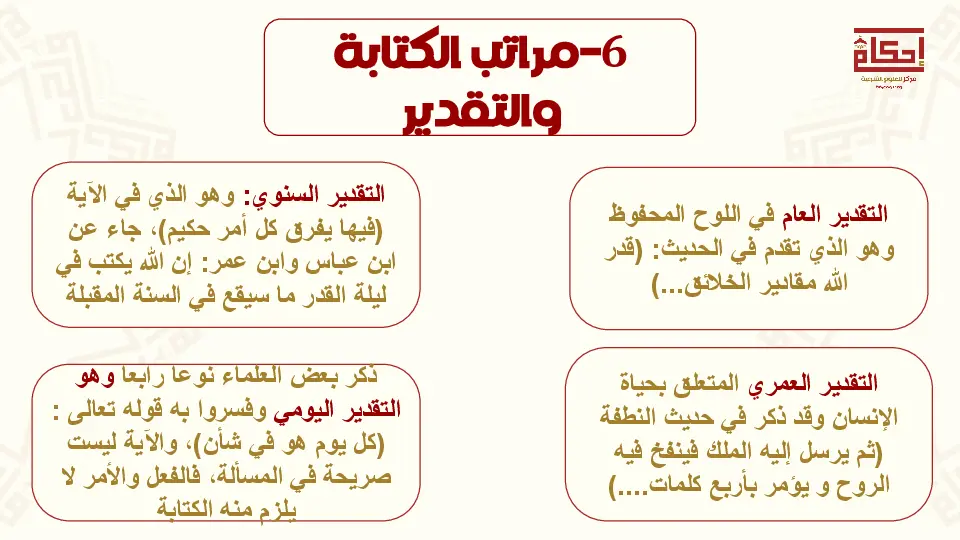 6-مراتب الكتابة
والتقدير
إحكام
مركز للعلوم الشرعية
التقدير العام في اللوح المحفوظ
وهو الذي تقدم في الحديث: (قدر
الله مقادير الخلائق...)
التقدير السنوي: وهو الذي في الآية
(فيها يفرق كل أمر حكيم)، جاء عن
ابن عباس وابن عمر: إن الله يكتب في
ليلة القدر ما سيقع في السنة المقبلة
التقدير العمري المتعلق بحياة
الإنسان وقد ذكر في حديث النطفة
(ثم يرسل إليه الملك فينفخ فيه
الروح و يؤمر بأربع كلمات....)
ذكر بعض العلماء نوعا رابعا وهو
التقدير اليومي وفسروا به قوله تعالى :
(كل يوم هو في شأن)، والآية ليست
صريحة في المسألة، فالفعل والأمر لا
يلزم منه الكتابة